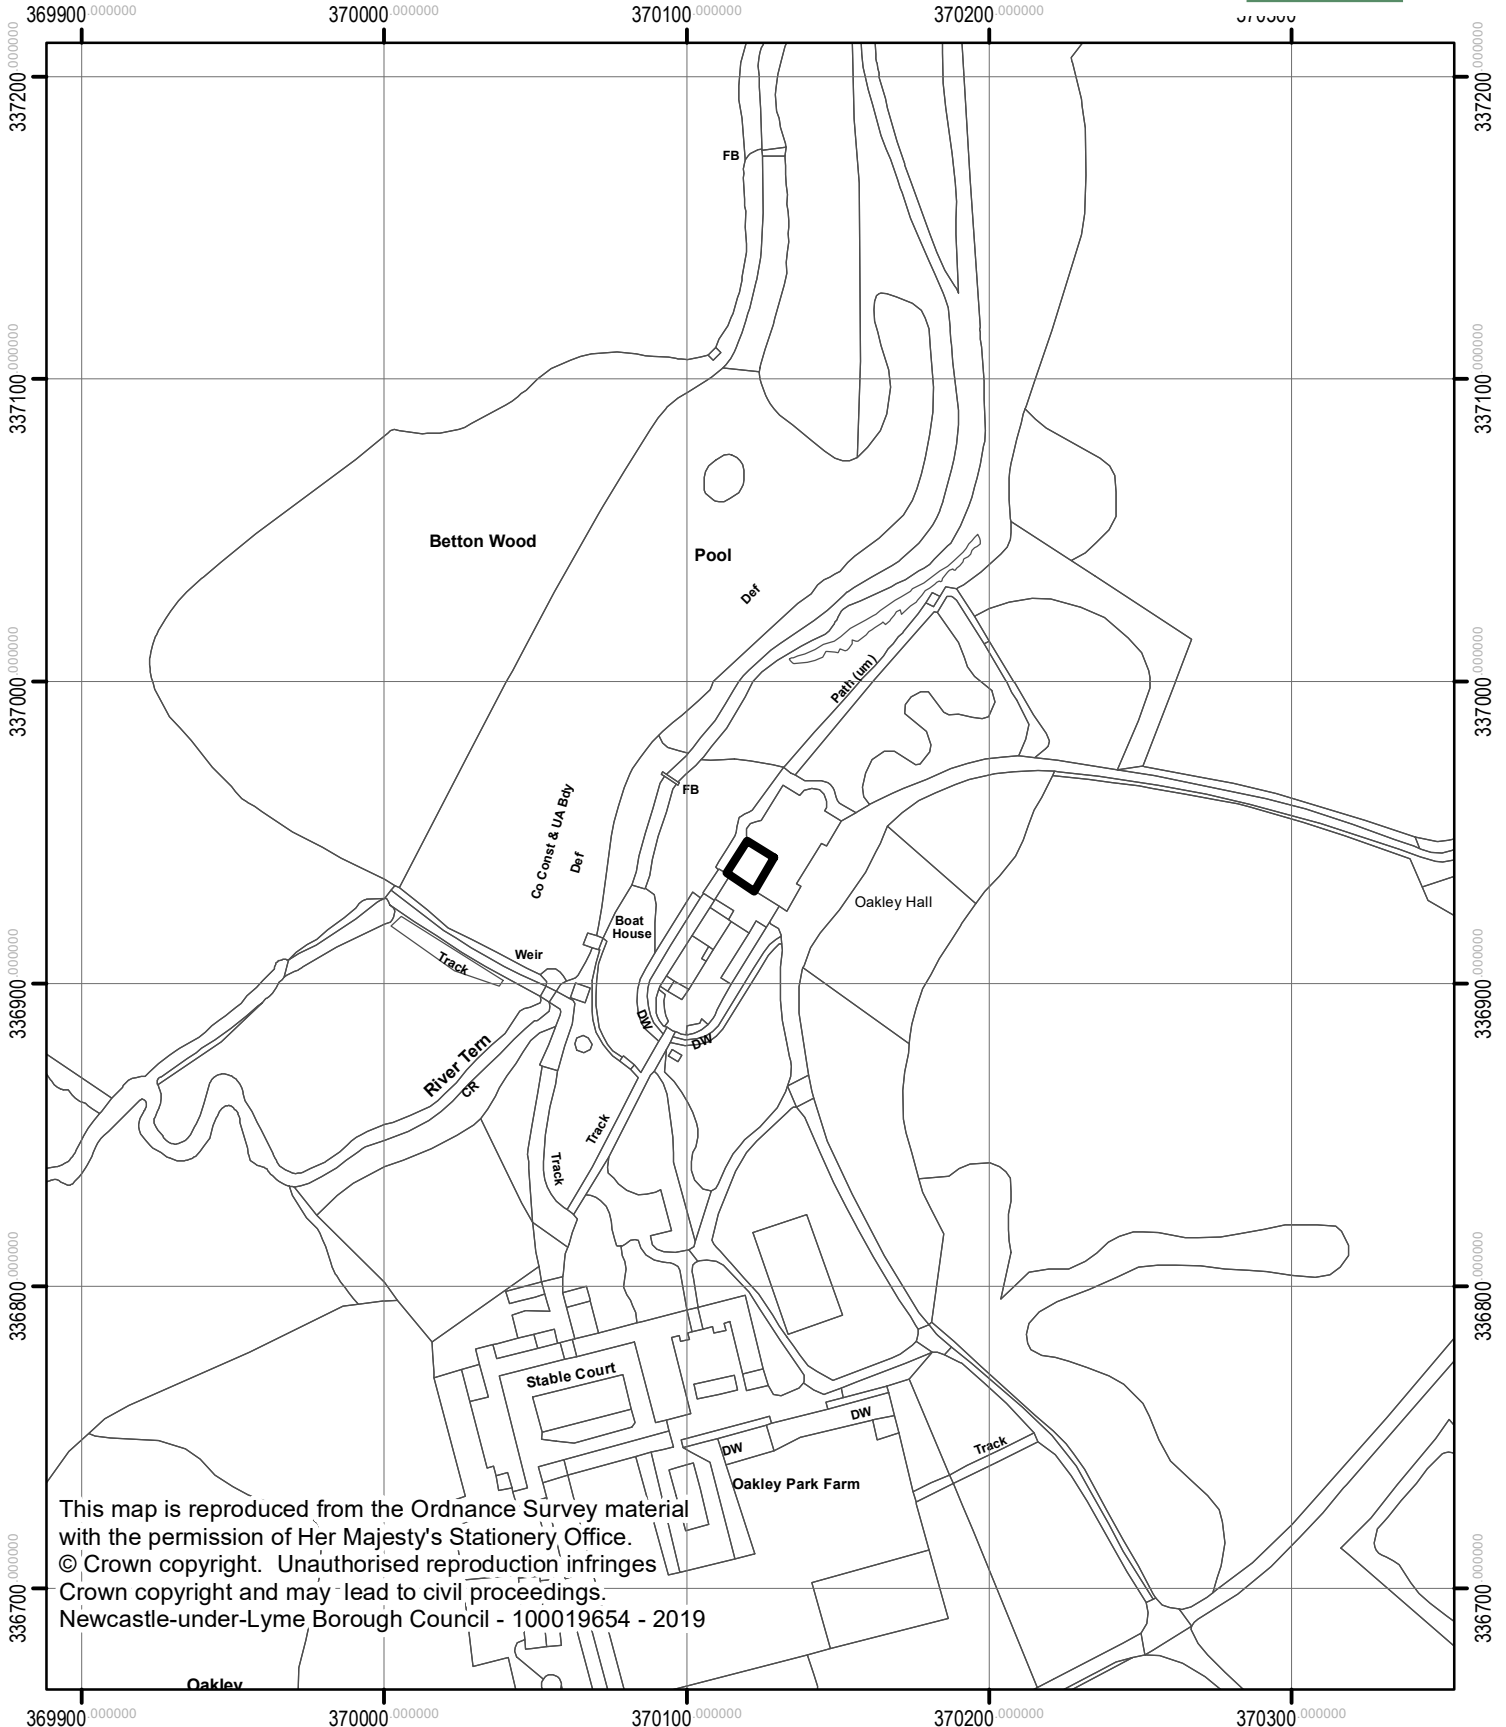 369900.000000 370000.000000 370100.000000 370200.000000
337200.000000 337200.000000
FB
337100.000000 337100.000000
Betton Wood
Pool
Def
337000.000000 337000.000000
Path (um)
FB
Co Const & UA Bdy
Def
Oakley Hall
Boat
House
Weir
Track
336900.000000 336900.000000
DW
DW
River Tern
CR
Track
Track
336800.000000 336800.000000
Stable Court
DW
DW
Track
Oakley Park Farm
This map is reproduced from the Ordnance Survey material
with the permission of Her Majesty's Stationery Office.
© Crown copyright. Unauthorised reproduction infringes
Crown copyright and may lead to civil proceedings.
Newcastle-under-Lyme Borough Council - 100019654 - 2019
336700.000000 336700.000000
Oakley
369900.000000 370000.000000 370100.000000 370200.000000 370300.000000